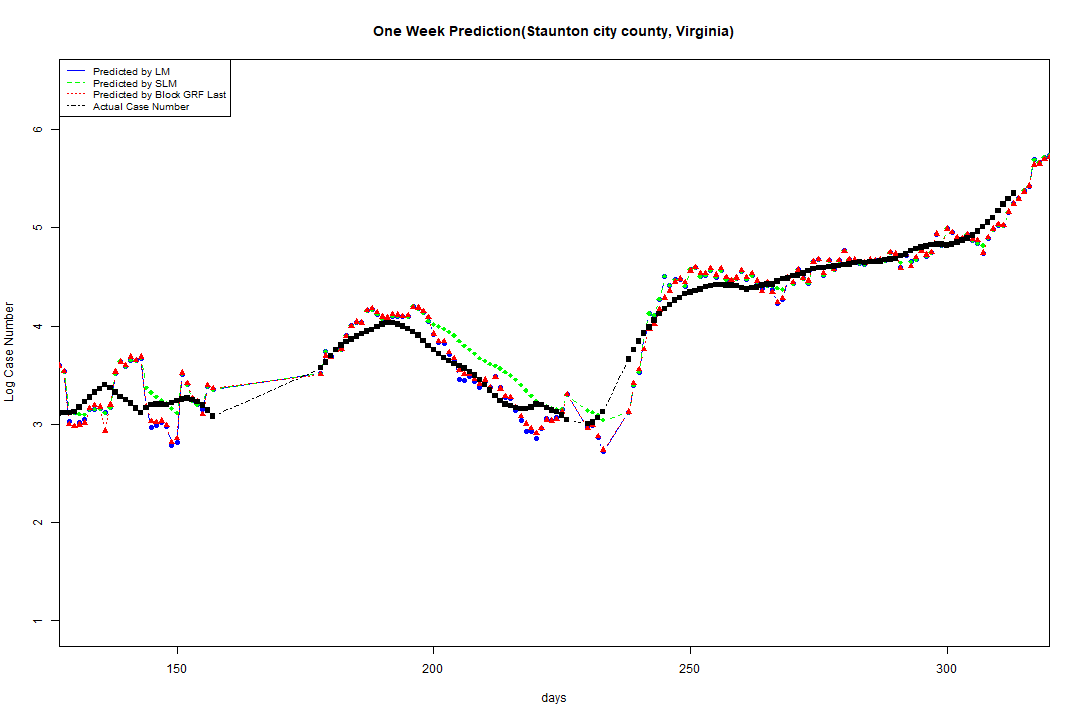 One Week Prediction(Staunton city county, Virginia)
Predicted by LM
Predicted by SLM
Predicted by Block GRF Last
Actual Case Number
6
5
4
3
2
1
Log Case Number
150
200
250
300
days